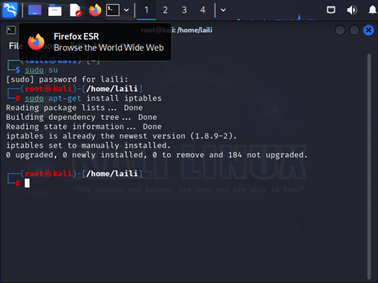 1 2 3 4
Firefox ESR
Browse the World Wide Web
root@kali: /home/laili
File
(laili㉿kali)-[~]
$ sudo su
[sudo] password for laili:
(root㉿kali)-[/home/laili]
# sudo apt-get install iptables
Reading package lists... Done
Building dependency tree... Done
Reading state information... Done
iptables is already the newest version (1.8.9-2).
iptables set to manually installed.
0 upgraded, 0 newly installed, 0 to remove and 184 not upgraded.
(root㉿kali)-[/home/laili]
#
KALI LINUX
"the quieter you become, the more you are able to hear"